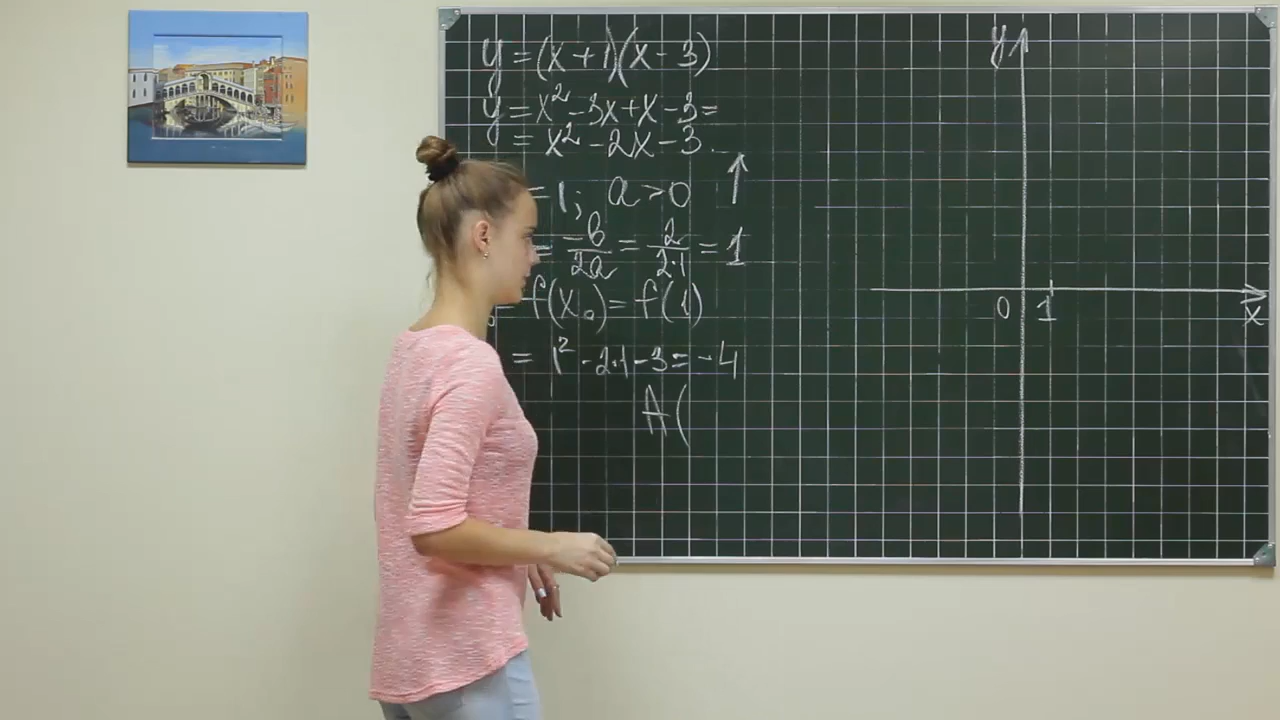 y = (x + 1)(x - 3)
y = x² - 3x + x - 3 =
= x² - 2x - 3
= 1; a > 0 ↑
= -b/2a = 2/2·1 = 1
f(x₀) = f(1)
= 1² - 2·1 - 3 = -4
A(
y
0 1 x